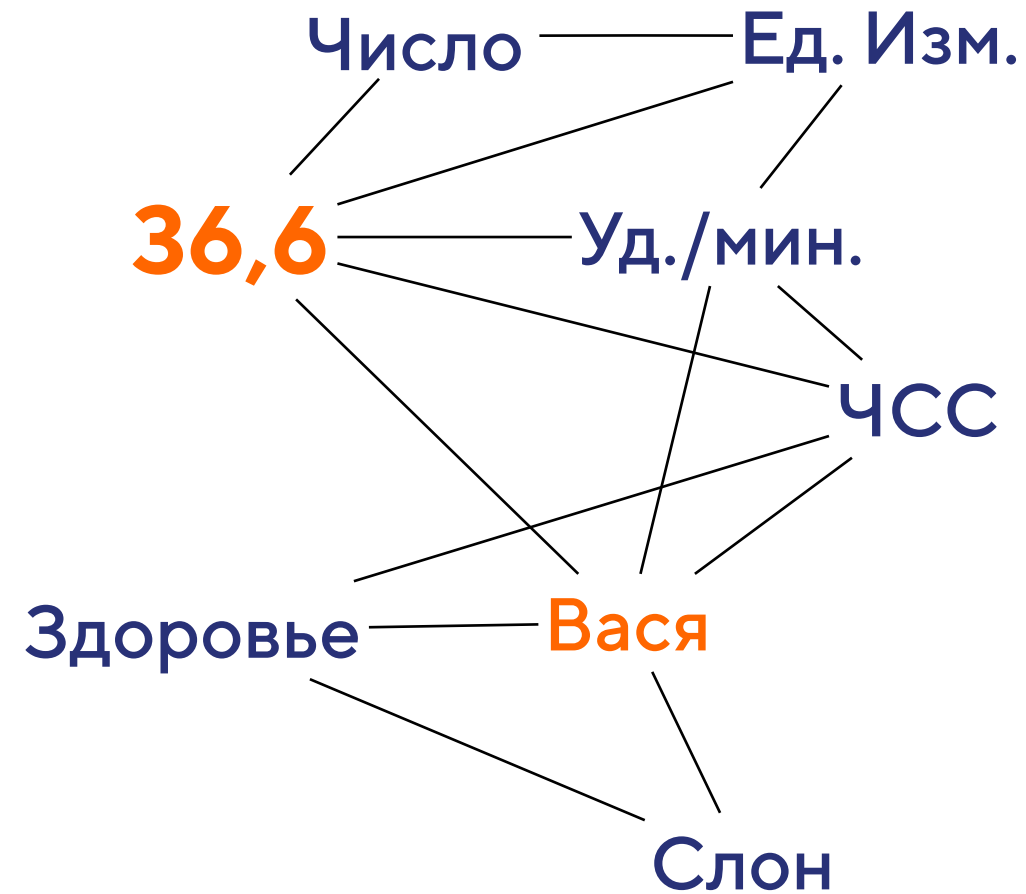 Число
Ед. Изм.
36,6
Уд./мин.
ЧСС
Здоровье
Вася
Слон